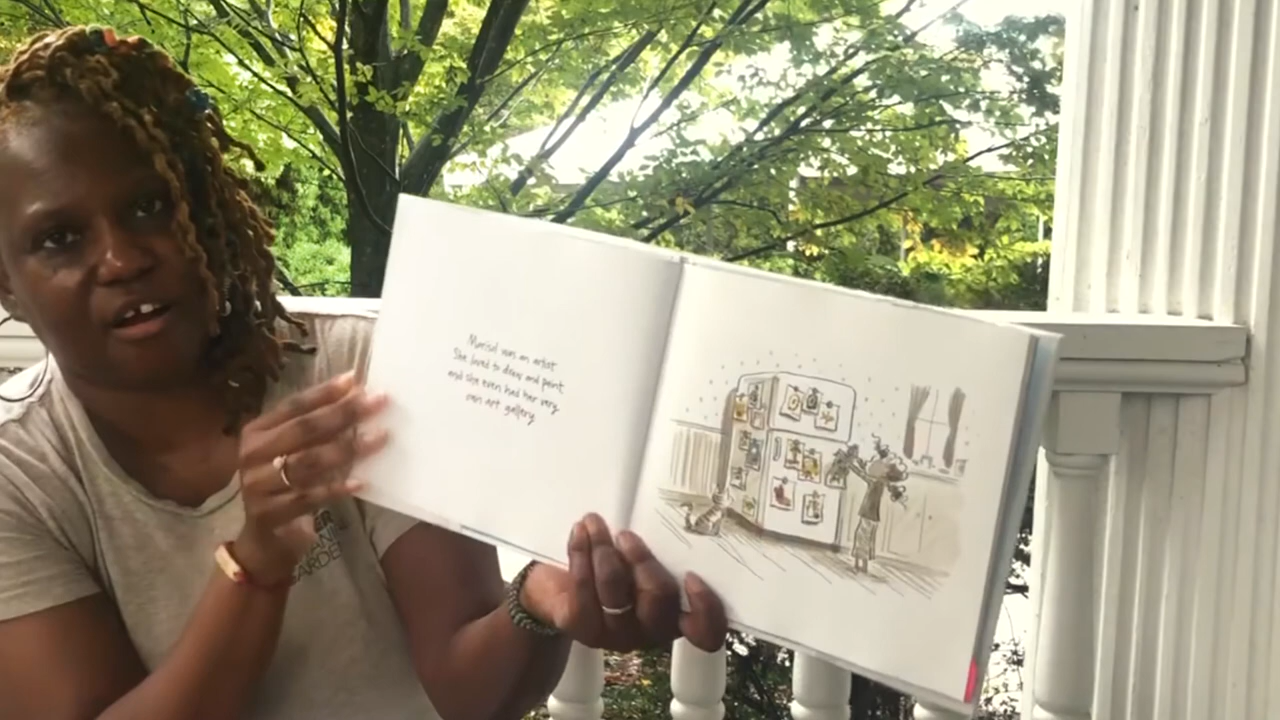 Marisol was an artist.
She loved to draw and paint,
and she even had her very
own art gallery.